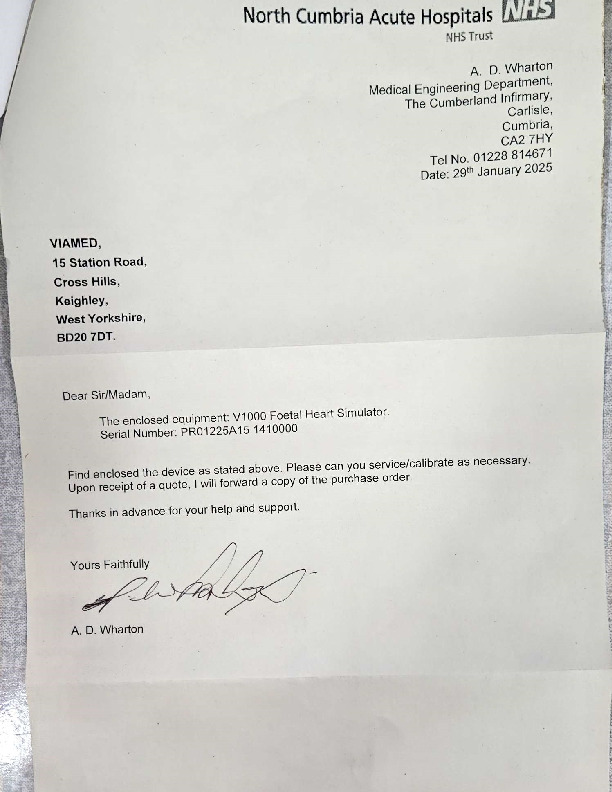 North Cumbria Acute Hospitals NHS
NHS Trust
A. D. Wharton
Medical Engineering Department,
The Cumberland Infirmary,
Carlisle,
Cumbria,
CA2 7HY
Tel No. 01228 814671
Date: 29th January 2025
VIAMED,
15 Station Road,
Cross Hills,
Keighley,
West Yorkshire,
BD20 7DT.
Dear Sir/Madam,
The enclosed equipment: V1000 Foetal Heart Simulator.
Serial Number: PR01225A15 1410000
Find enclosed the device as stated above. Please can you service/calibrate as necessary.
Upon receipt of a quote, I will forward a copy of the purchase order
Thanks in advance for your help and support.
Yours Faithfully
A. D. Wharton